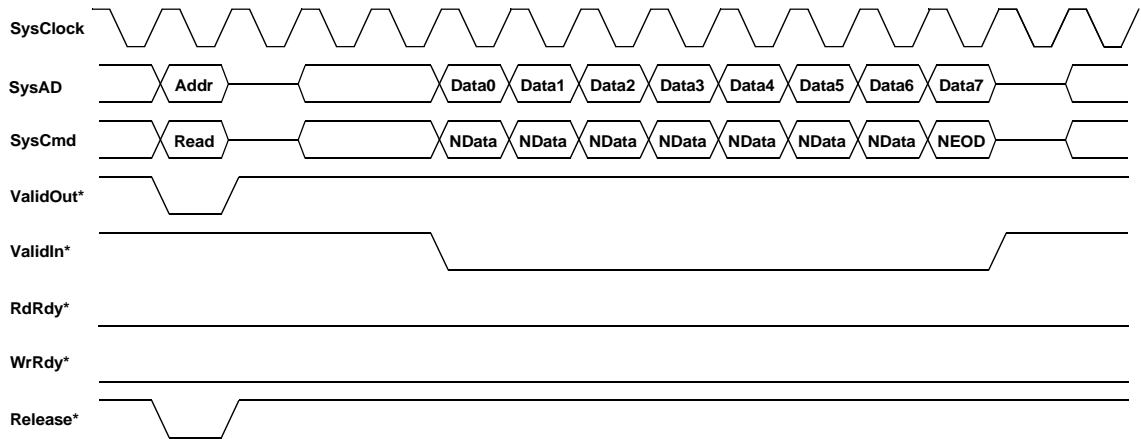 SysClock
SysAD Addr Data0 Data1 Data2 Data3 Data4 Data5 Data6 Data7
SysCmd Read NData NData NData NData NData NData NData NEOD
ValidOut*
ValidIn*
RdRdy*
WrRdy*
Release*